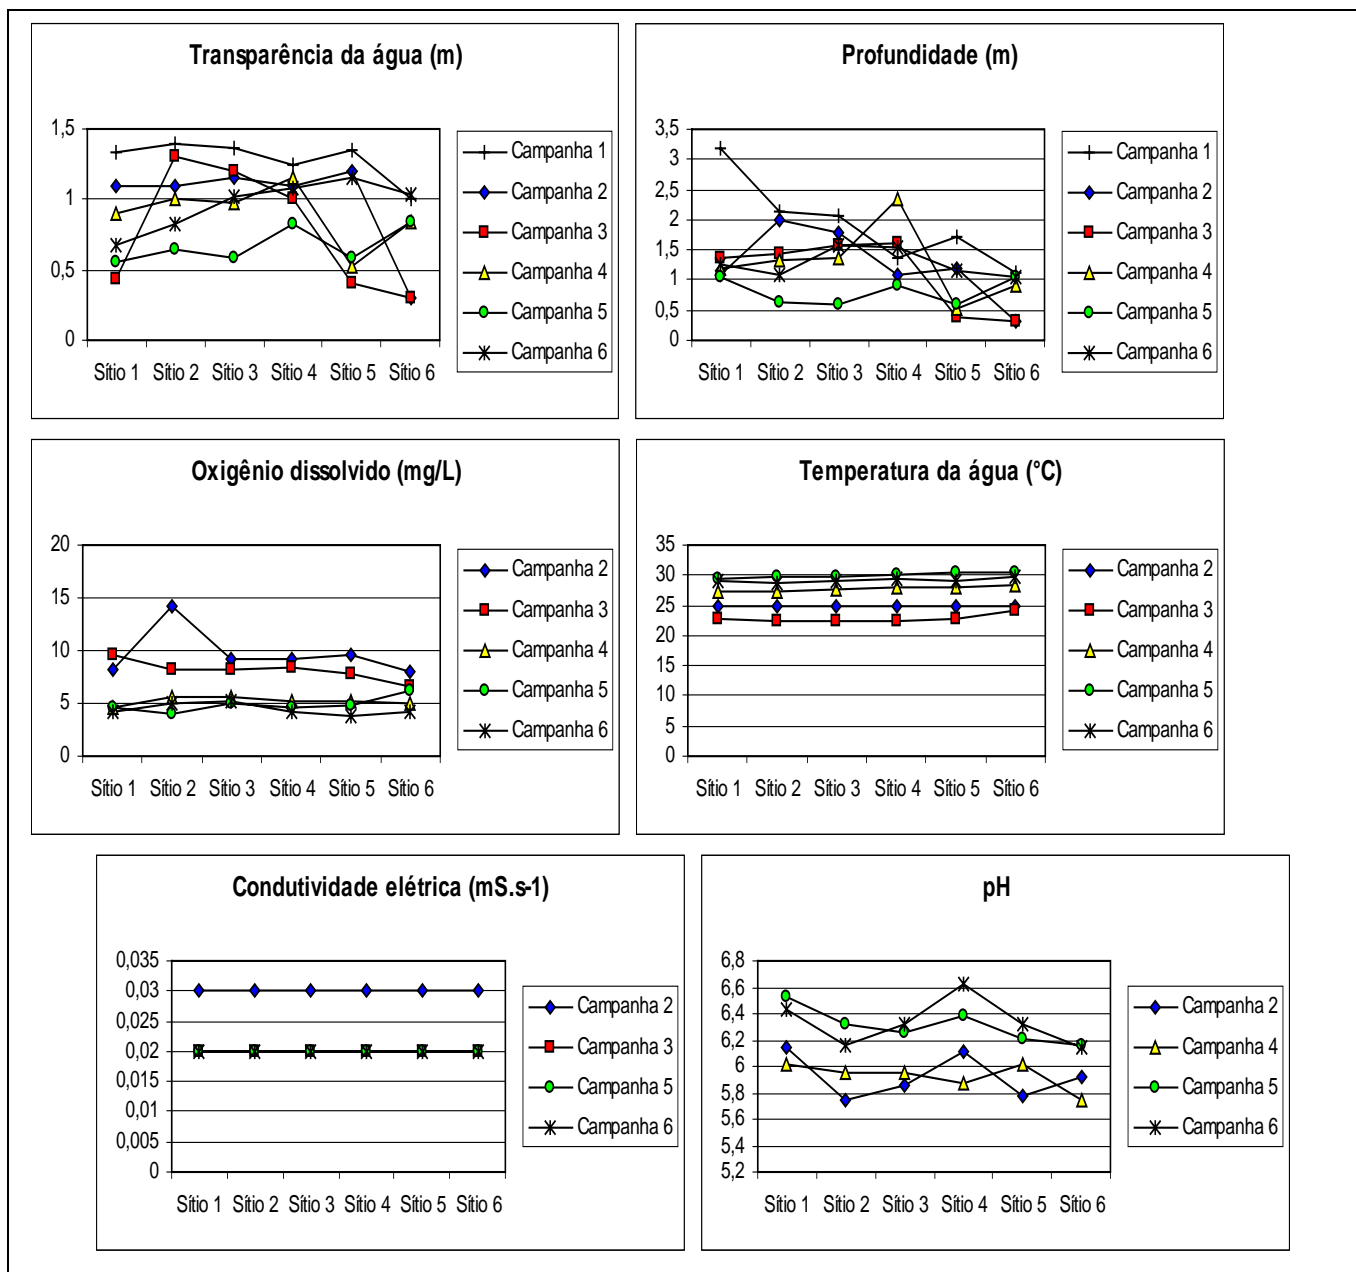 Transparência da água (m)
1,5
1
0,5
0
Sítio 1 Sítio 2 Sítio 3 Sítio 4 Sítio 5 Sítio 6
Campanha 1
Campanha 2
Campanha 3
Campanha 4
Campanha 5
Campanha 6
Profundidade (m)
3,5
3
2,5
2
1,5
1
0,5
0
Sítio 1 Sítio 2 Sítio 3 Sítio 4 Sítio 5 Sítio 6
Campanha 1
Campanha 2
Campanha 3
Campanha 4
Campanha 5
Campanha 6
Oxigênio dissolvido (mg/L)
20
15
10
5
0
Sítio 1 Sítio 2 Sítio 3 Sítio 4 Sítio 5 Sítio 6
Campanha 2
Campanha 3
Campanha 4
Campanha 5
Campanha 6
Temperatura da água (°C)
35
30
25
20
15
10
5
0
Sítio 1 Sítio 2 Sítio 3 Sítio 4 Sítio 5 Sítio 6
Campanha 2
Campanha 3
Campanha 4
Campanha 5
Campanha 6
Condutividade elétrica (mS.s-1)
0,035
0,03
0,025
0,02
0,015
0,01
0,005
0
Sítio 1 Sítio 2 Sítio 3 Sítio 4 Sítio 5 Sítio 6
Campanha 2
Campanha 3
Campanha 5
Campanha 6
pH
6,8
6,6
6,4
6,2
6
5,8
5,6
5,4
5,2
Sítio 1 Sítio 2 Sítio 3 Sítio 4 Sítio 5 Sítio 6
Campanha 2
Campanha 4
Campanha 5
Campanha 6